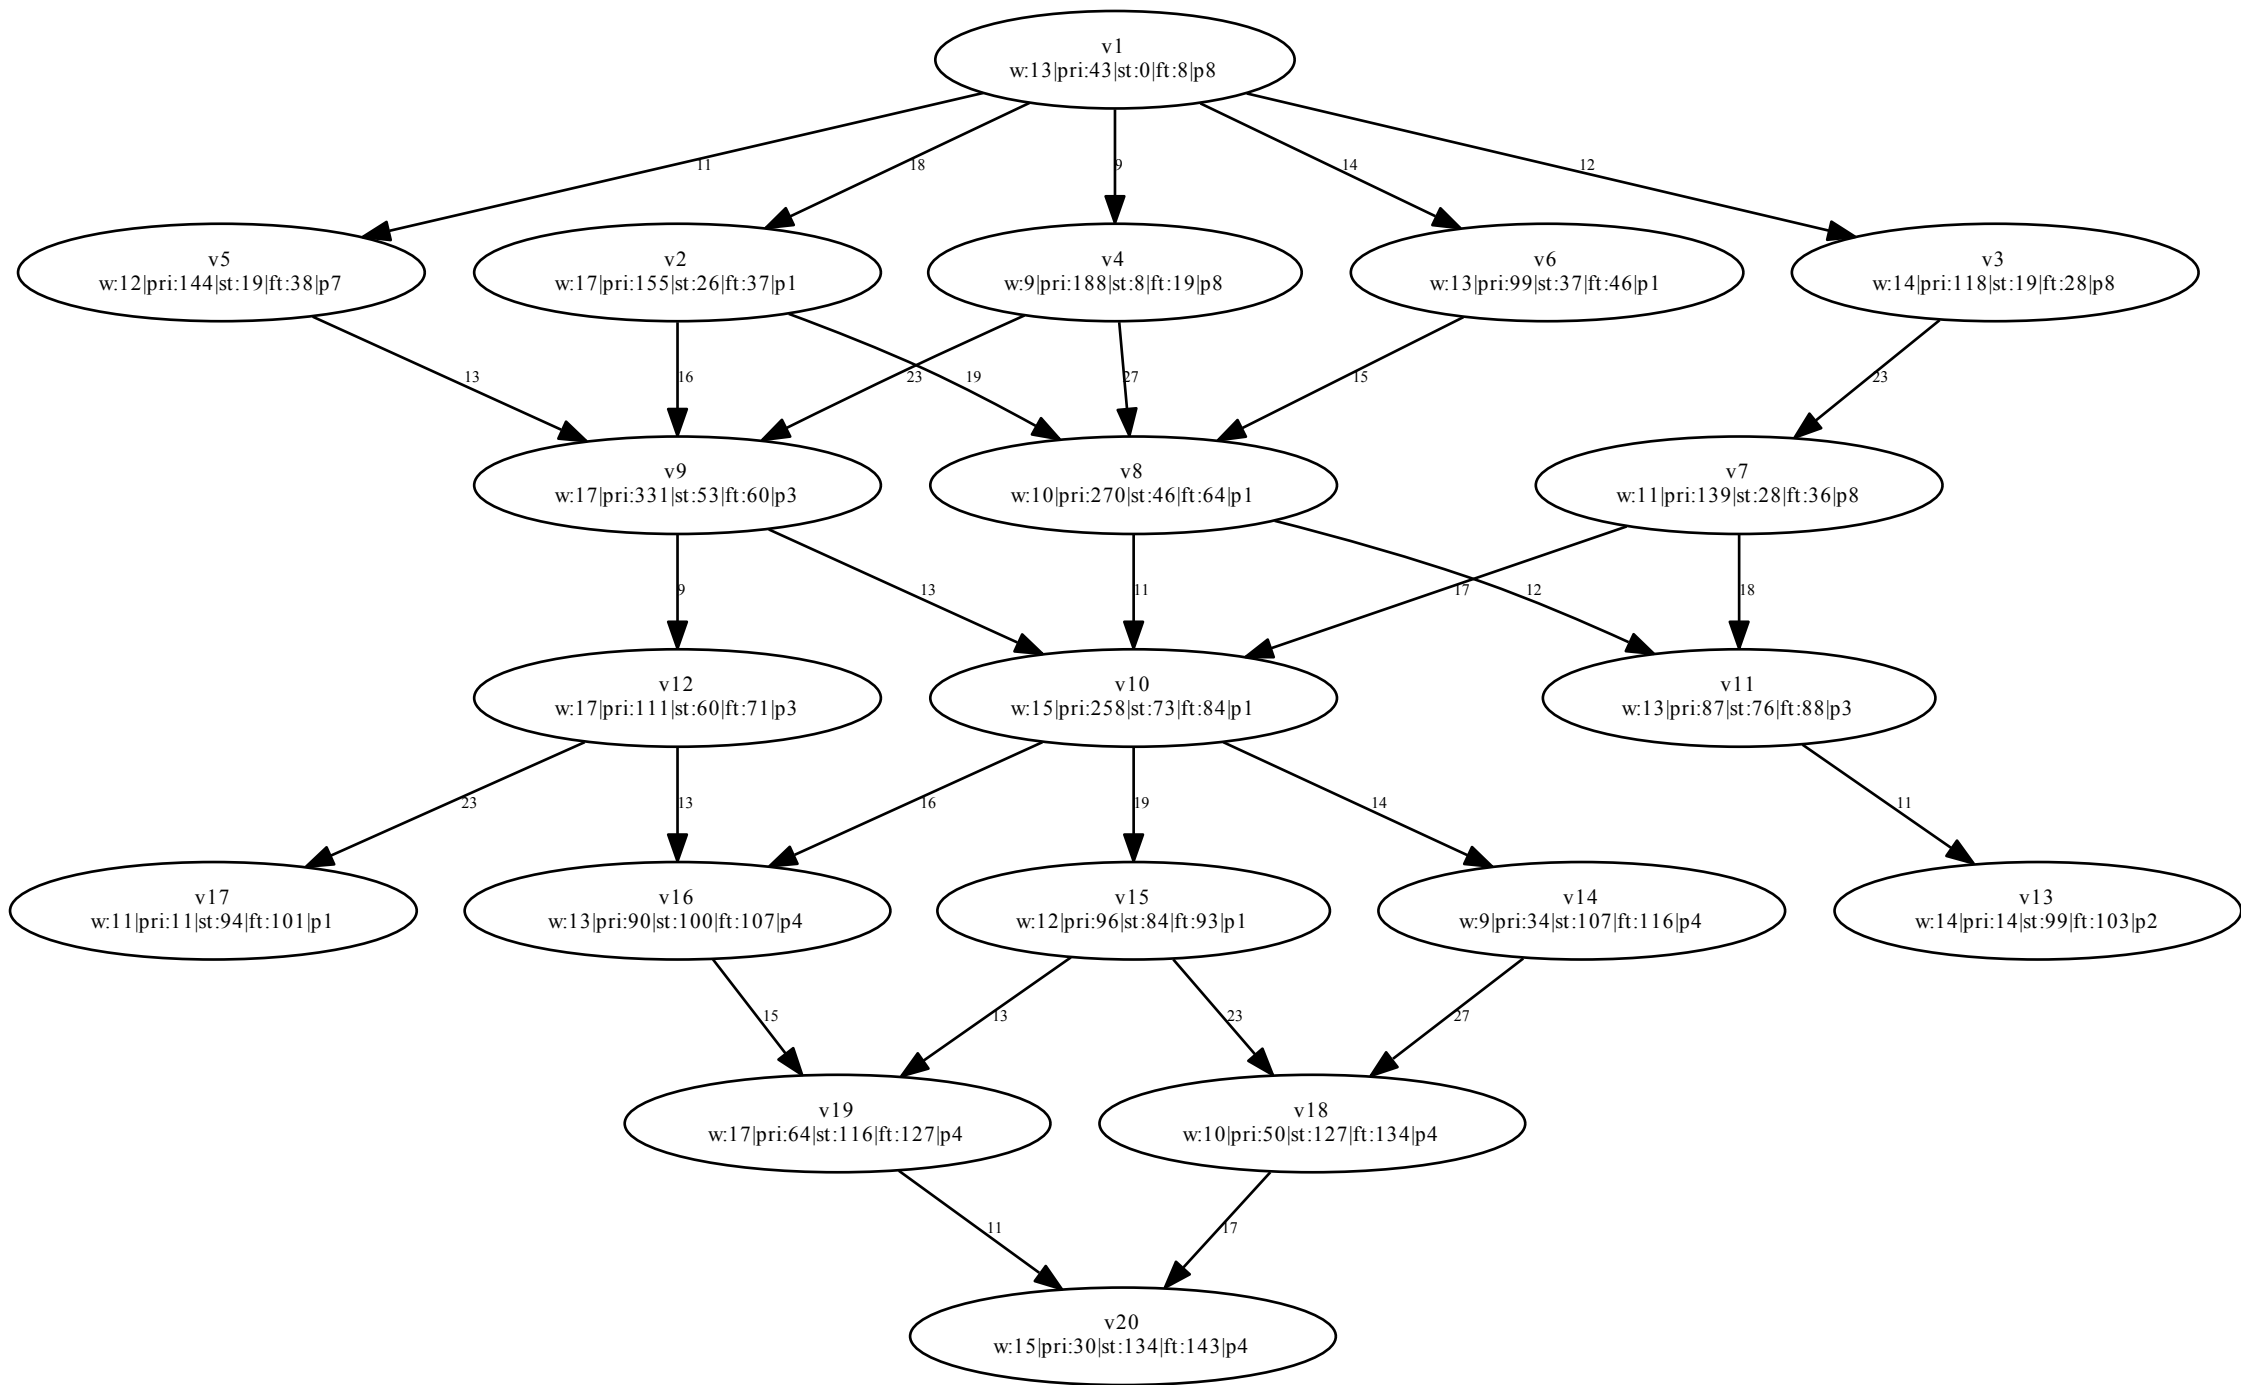 v1
w:13|pri:43|st:0|ft:8|p8
11
18
9
14
12
v5
w:12|pri:144|st:19|ft:38|p7
v2
w:17|pri:155|st:26|ft:37|p1
v4
w:9|pri:188|st:8|ft:19|p8
v6
w:13|pri:99|st:37|ft:46|p1
v3
w:14|pri:118|st:19|ft:28|p8
13
16
23
19
27
15
23
v9
w:17|pri:331|st:53|ft:60|p3
v8
w:10|pri:270|st:46|ft:64|p1
v7
w:11|pri:139|st:28|ft:36|p8
9
13
11
17
12
18
v12
w:17|pri:111|st:60|ft:71|p3
v10
w:15|pri:258|st:73|ft:84|p1
v11
w:13|pri:87|st:76|ft:88|p3
23
13
16
19
14
11
v17
w:11|pri:11|st:94|ft:101|p1
v16
w:13|pri:90|st:100|ft:107|p4
v15
w:12|pri:96|st:84|ft:93|p1
v14
w:9|pri:34|st:107|ft:116|p4
v13
w:14|pri:14|st:99|ft:103|p2
15
13
23
27
v19
w:17|pri:64|st:116|ft:127|p4
v18
w:10|pri:50|st:127|ft:134|p4
11
17
v20
w:15|pri:30|st:134|ft:143|p4